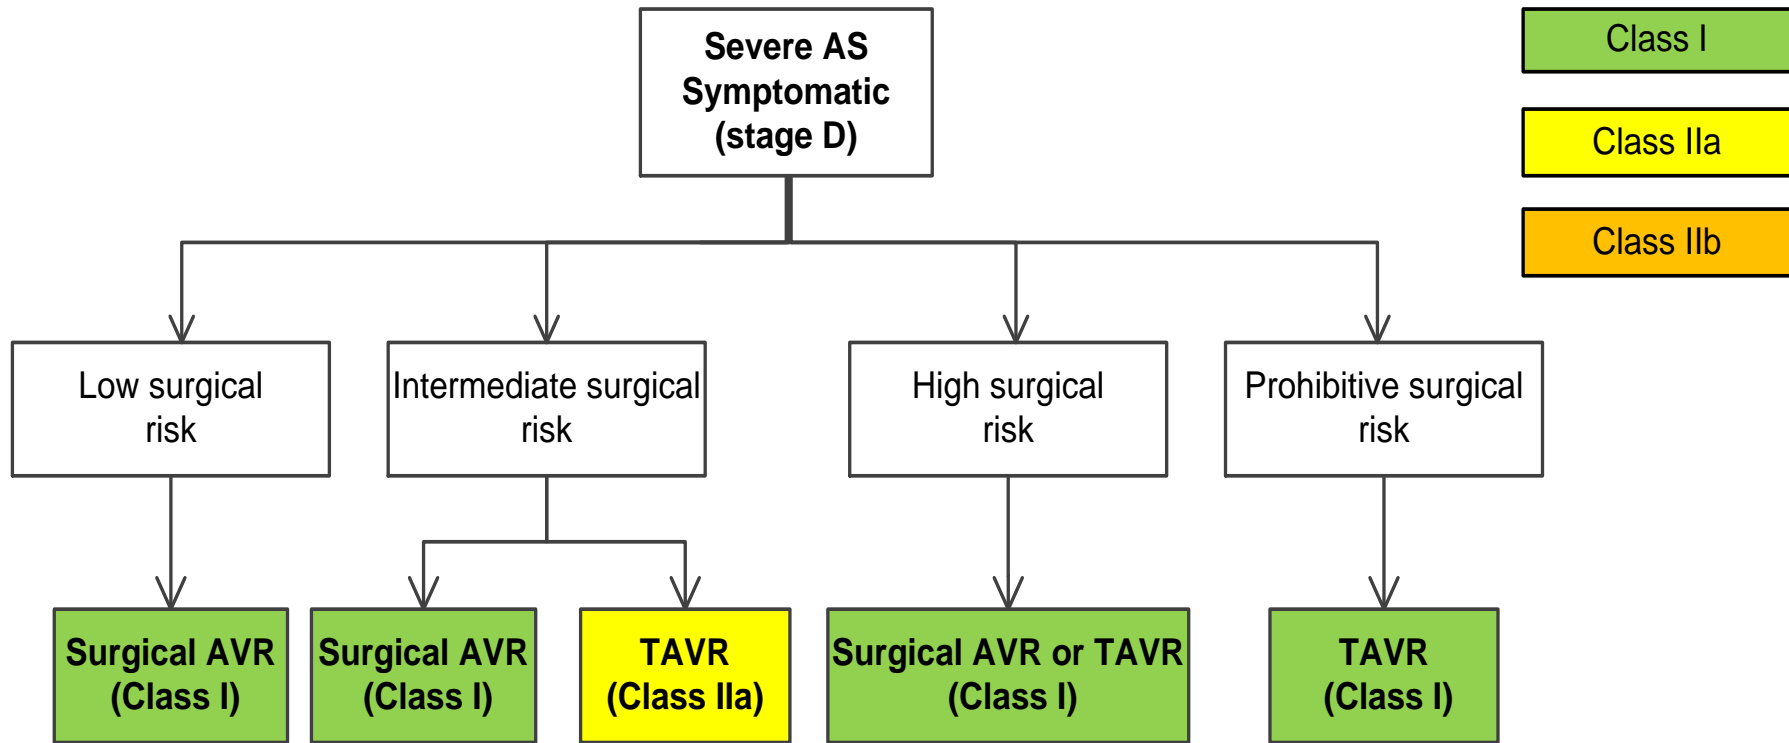 Severe AS
Symptomatic
(stage D)
Class I
Class IIa
Class IIb
Low surgical
risk
Intermediate surgical
risk
High surgical
risk
Prohibitive surgical
risk
Surgical AVR
(Class I)
Surgical AVR
(Class I)
TAVR
(Class IIa)
Surgical AVR or TAVR
(Class I)
TAVR
(Class I)